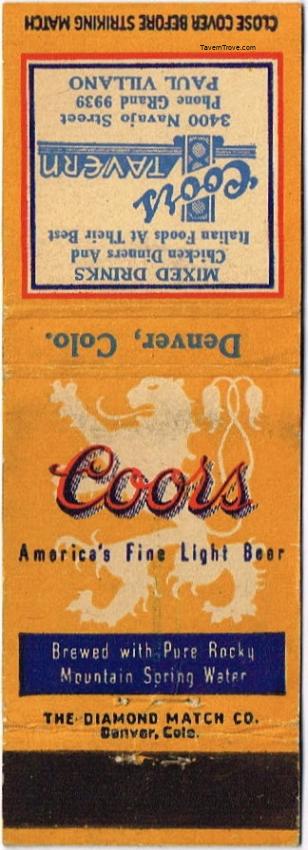 TavernTrove.com
CLOSE COVER BEFORE STRIKING MATCH
MIXED DRINKS
Chicken Dinners And
Italian Foods At Their Best
Coors
TAVERN
3400 Navajo Street
Phone GRand 9939
PAUL VILLANO
Denver, Colo.
Coors
America's Fine Light Beer
Brewed with Pure Rocky
Mountain Spring Water
THE DIAMOND MATCH CO.
Denver, Colo.